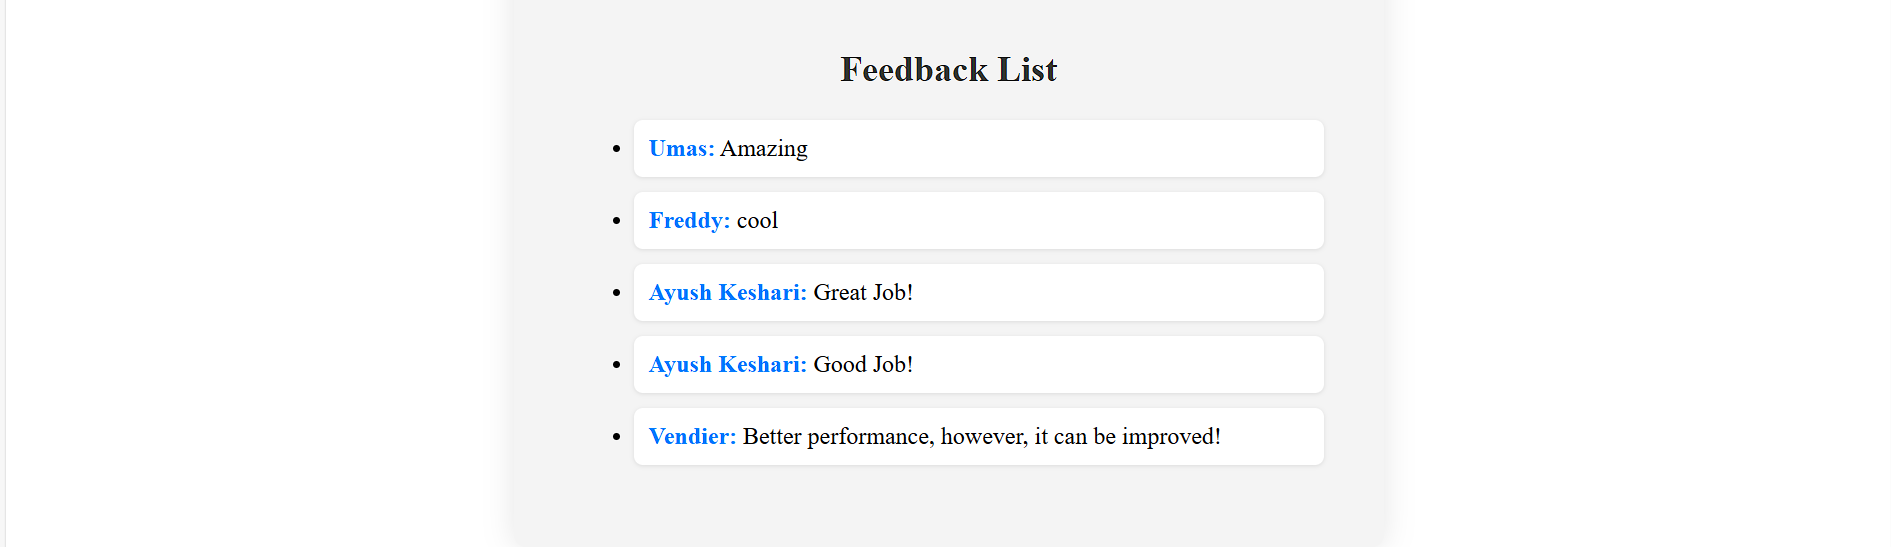 Feedback List
Umas: Amazing
Freddy: cool
Ayush Keshari: Great Job!
Ayush Keshari: Good Job!
Vendier: Better performance, however, it can be improved!